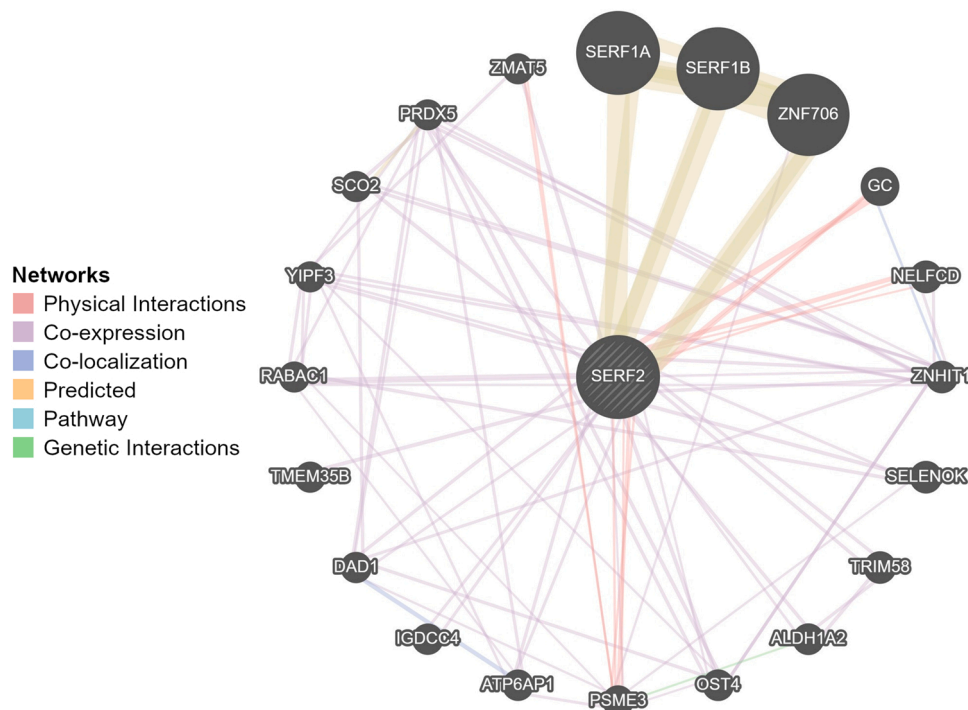 Networks
Physical Interactions
Co-expression
Co-localization
Predicted
Pathway
Genetic Interactions
SERF1A
SERF1B
ZNF706
ZMAT5
PRDX5
SCO2
GC
YIPF3
NELFCD
RABAC1
SERF2
ZNHIT1
TMEM35B
SELENOK
DAD1
TRIM58
IGDCC4
ALDH1A2
ATP6AP1
PSME3
OST4